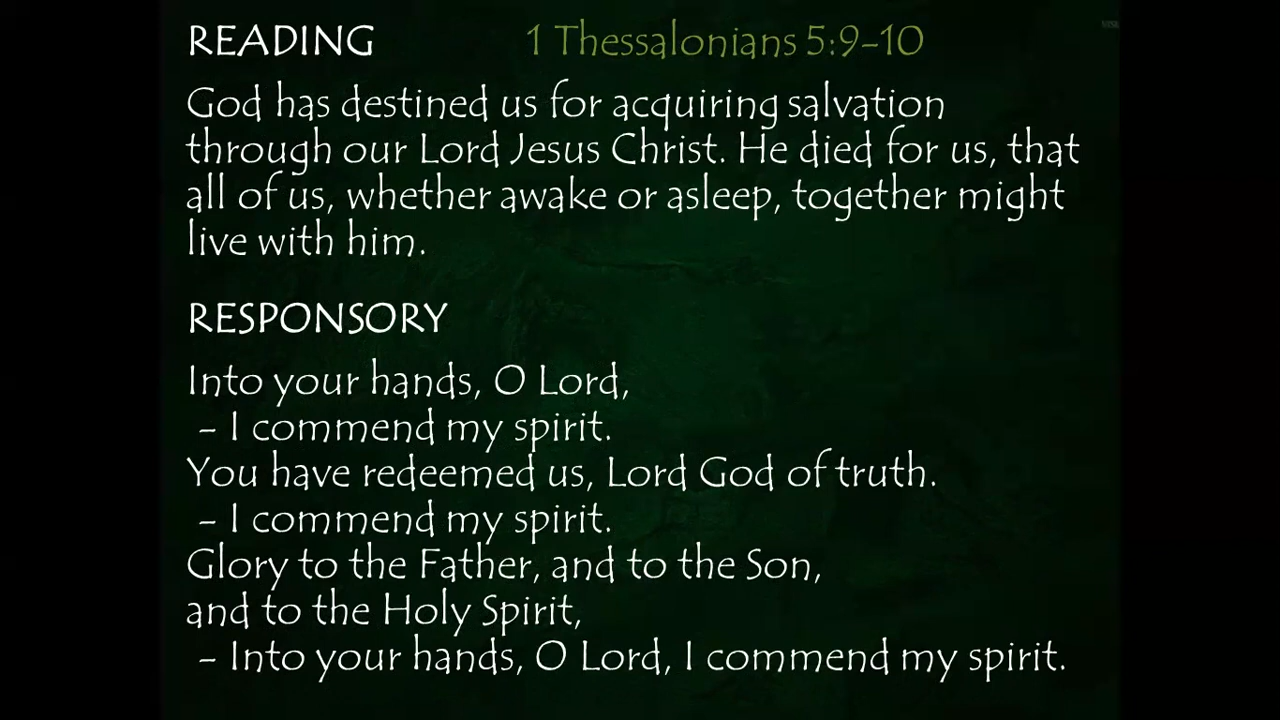 READING 1 Thessalonians 5:9-10
God has destined us for acquiring salvation
through our Lord Jesus Christ. He died for us, that
all of us, whether awake or asleep, together might
live with him.
RESPONSORY
Into your hands, O Lord,
– I commend my spirit.
You have redeemed us, Lord God of truth.
– I commend my spirit.
Glory to the Father, and to the Son,
and to the Holy Spirit,
– Into your hands, O Lord, I commend my spirit.